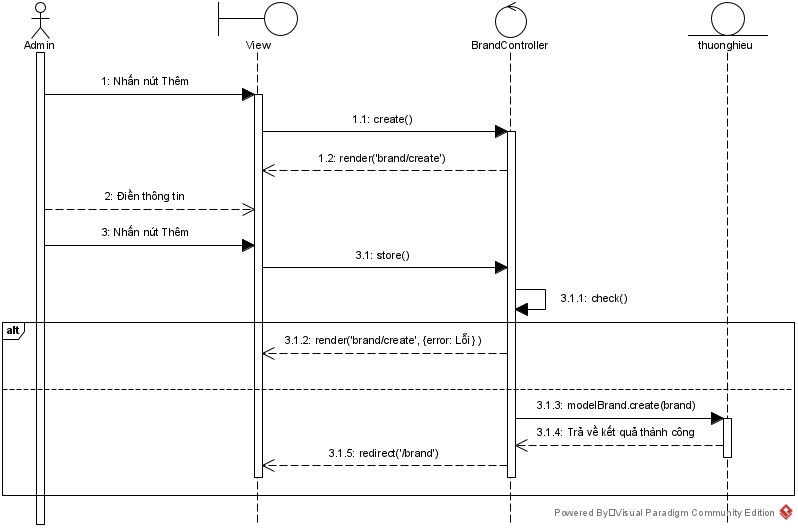 Admin
View
BrandController
thuonghieu
1: Nhấn nút Thêm
1.1: create()
1.2: render('brand/create')
2: Điền thông tin
3: Nhấn nút Thêm
3.1: store()
3.1.1: check()
alt
3.1.2: render('brand/create', {error: Lỗi} )
3.1.3: modelBrand.create(brand)
3.1.4: Trả về kết quả thành công
3.1.5: redirect('/brand')
Powered By□Visual Paradigm Community Edition